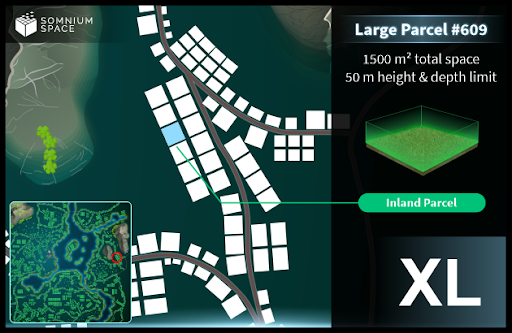 SOMNIUM
SPACE
Large Parcel #609
1500 m² total space
50 m height & depth limit
Inland Parcel
XL